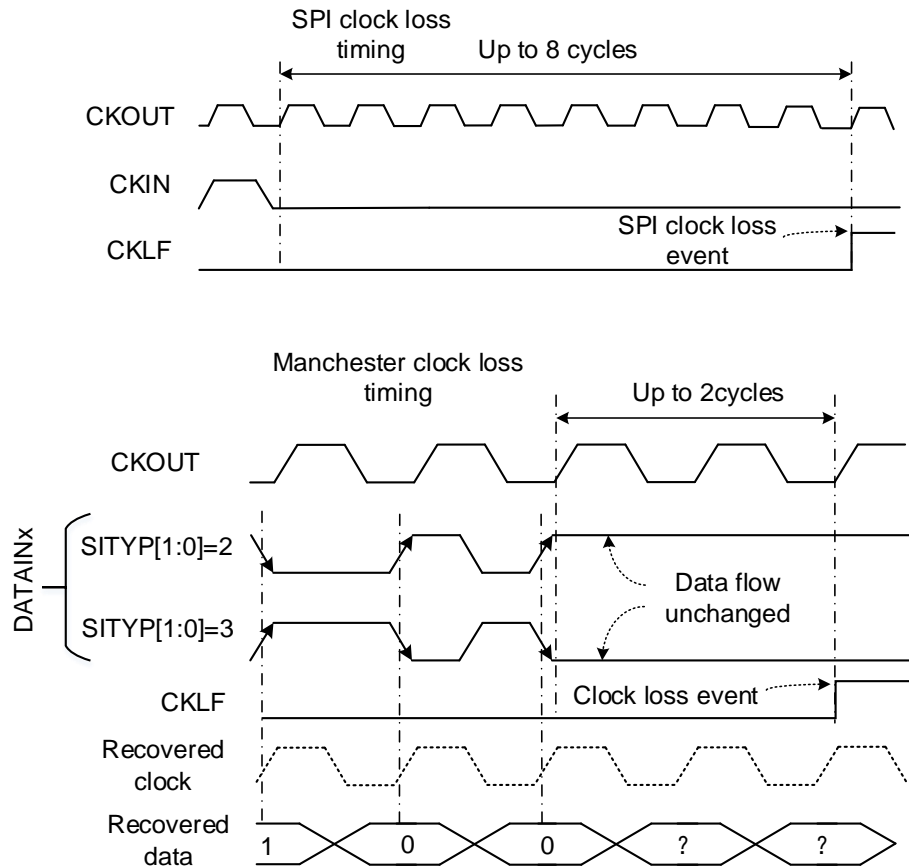 SPI clock loss
timing
Up to 8 cycles
CKOUT
CKIN
CKLF
SPI clock loss
event
Manchester clock loss
timing
Up to 2cycles
CKOUT
DATAINx
SITYP[1:0]=2
SITYP[1:0]=3
Data flow
unchanged
CKLF
Clock loss event
Recovered
clock
Recovered
data
1 0 0 ? ?